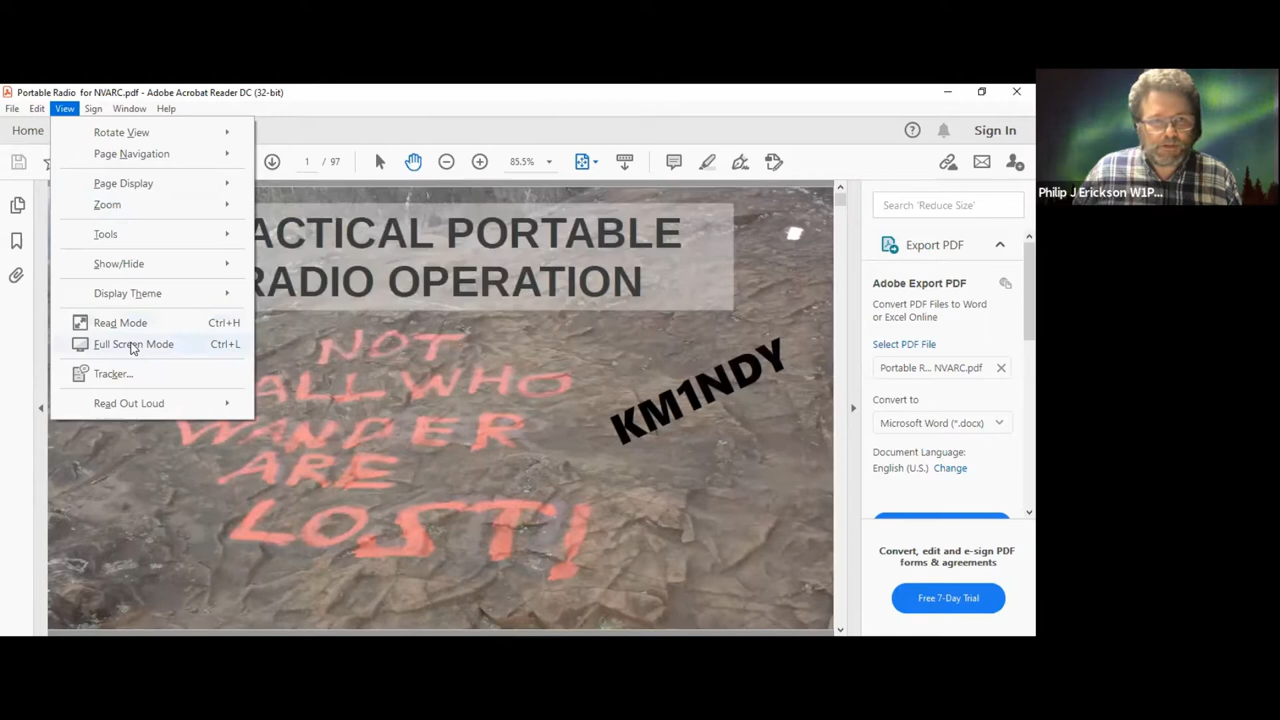 Portable Radio for NVARC.pdf - Adobe Acrobat Reader DC (32-bit)
File Edit View Sign Window Help
Home
Sign In
Rotate View
Page Navigation
Page Display
Zoom
Tools
Show/Hide
Display Theme
Read Mode Ctrl+H
Full Screen Mode Ctrl+L
Tracker...
Read Out Loud
1 / 97
85.5%
ACTICAL PORTABLE
RADIO OPERATION
NOT
ALL WHO
WANDER
ARE
LOST!
KM1NDY
Search 'Reduce Size'
Export PDF
Adobe Export PDF
Convert PDF Files to Word
or Excel Online
Select PDF File
Portable R... NVARC.pdf
Convert to
Microsoft Word (*.docx)
Document Language:
English (U.S.) Change
Convert, edit and e-sign PDF
forms & agreements
Free 7-Day Trial
Philip J Erickson W1P...